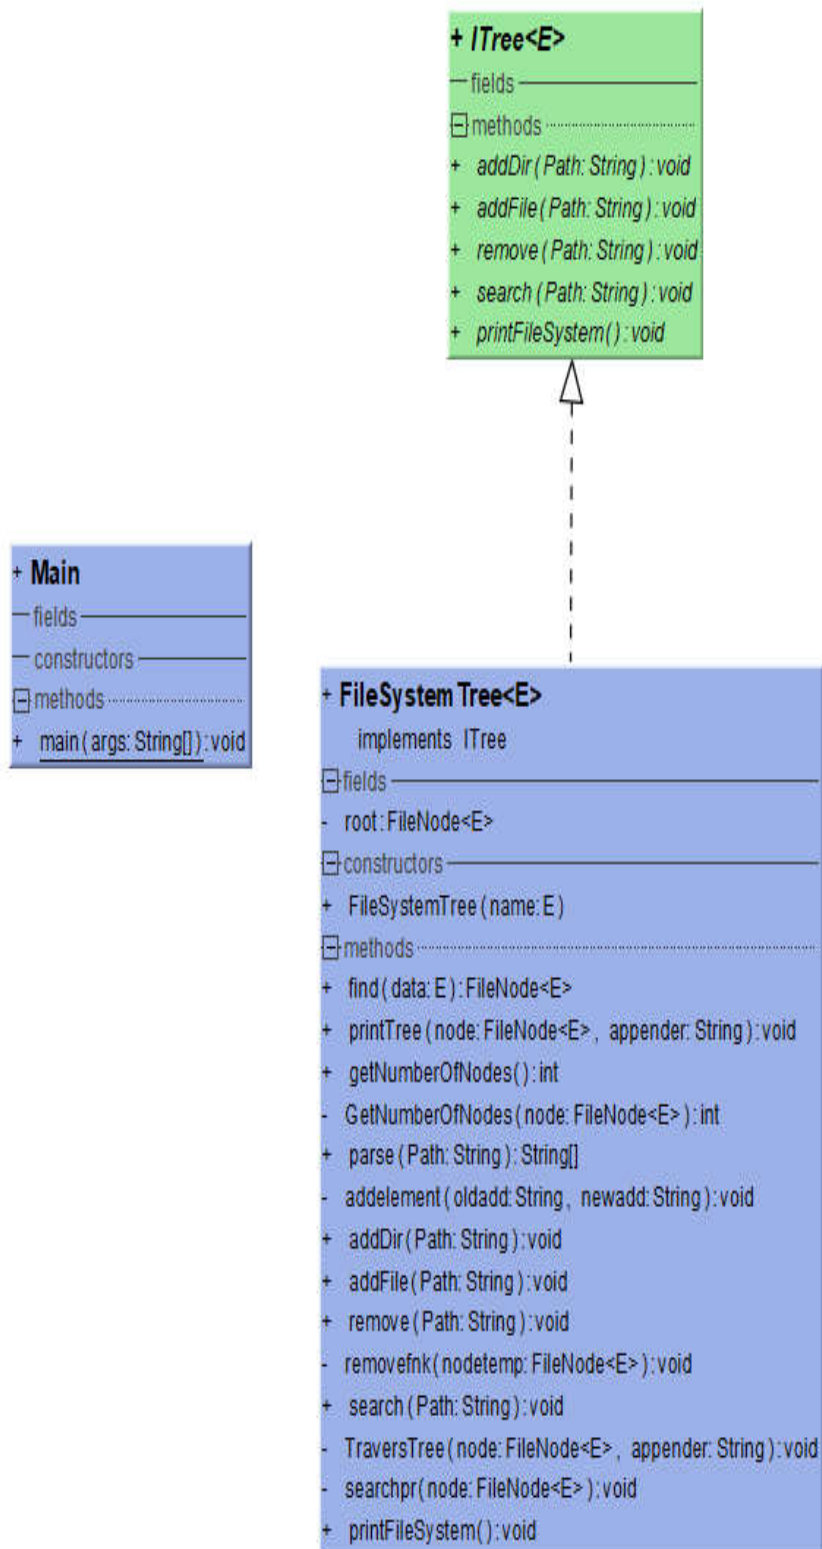 + ITree<E>
fields
methods
+ addDir(Path: String):void
+ addFile(Path: String):void
+ remove(Path: String):void
+ search(Path: String):void
+ printFileSystem():void
+ Main
fields
constructors
methods
+ main(args: String[]):void
+ FileSystemTree<E>
implements ITree
fields
- root:FileNode<E>
constructors
+ FileSystemTree(name:E)
methods
+ find(data:E):FileNode<E>
+ printTree(node:FileNode<E>, appender:String):void
+ getNumberOfNodes():int
- GetNumberOfNodes(node:FileNode<E>):int
+ parse(Path:String):String[]
- addelement(oldadd:String, newadd:String):void
+ addDir(Path:String):void
+ addFile(Path:String):void
+ remove(Path:String):void
- removefnk(nodetemp:FileNode<E>):void
+ search(Path:String):void
- TraversTree(node:FileNode<E>, appender:String):void
- searchpr(node:FileNode<E>):void
+ printFileSystem():void